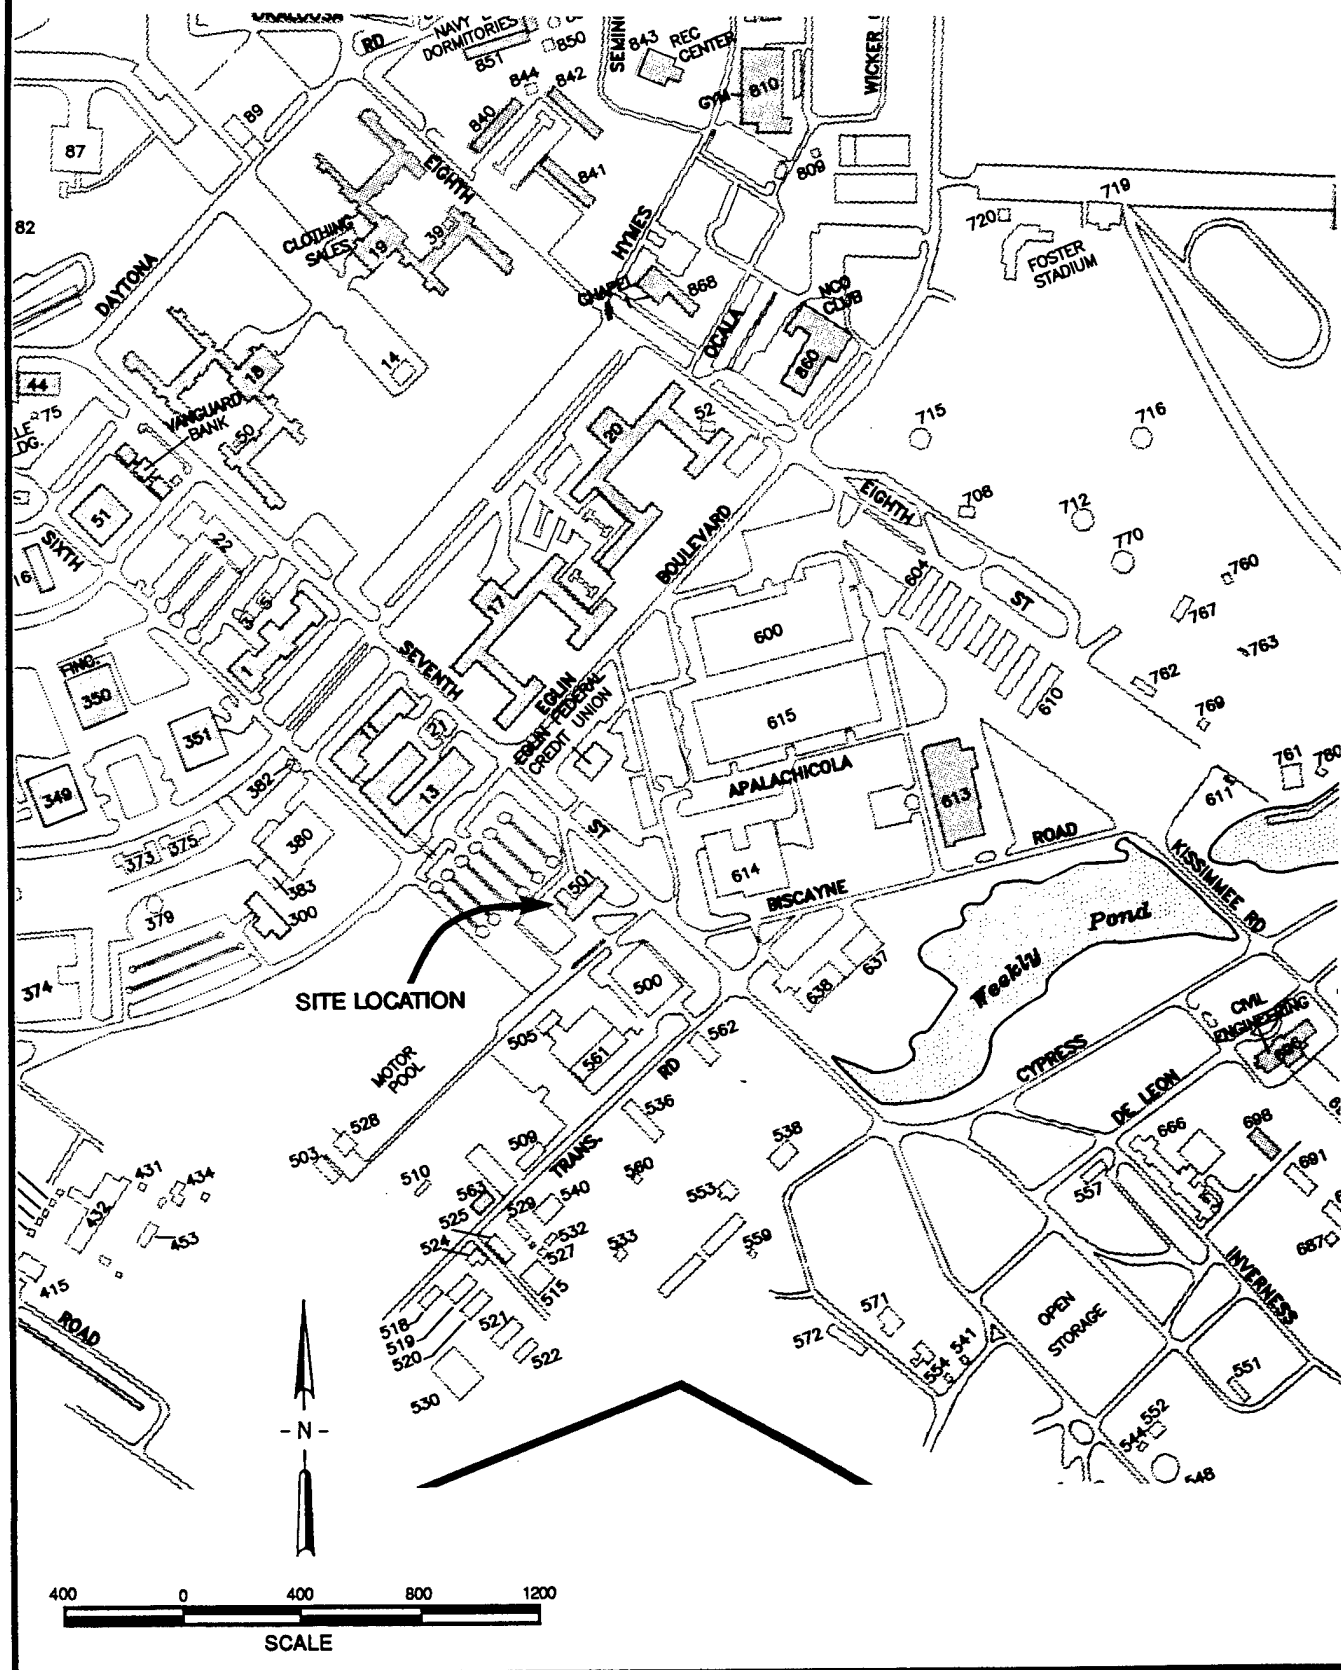 RD
NAVY
DORMITORIES
851
850
SEMIN
843
REC
CENTER
GYM
810
WICKER
844
842
840
841
89
87
EIGHTH
809
719
720
FOSTER
STADIUM
82
CLOTHING
SALES
19
39
HYMES
DAYTONA
CHAPEL
868
NCO
CLUB
OCALA
860
14
18
44
75
DG.
VANGUARD
BANK
50
20
52
715
716
51
SIXTH
16
22
BOULEVARD
EIGHTH
708
712
770
ST
604
760
767
763
3
5
1
17
600
SEVENTH
762
610
769
FINC.
350
351
11
27
13
EGLIN
EGLIN FEDERAL
CREDIT UNION
615
APALACHICOLA
613
761
780
611
349
382
380
373
375
383
300
379
374
ST
501
614
BISCAYNE
ROAD
KISSIMMEE RD
Weekly Pond
637
638
SITE LOCATION
500
505
561
562
MOTOR
POOL
RD
CYPRESS
CIVIL
ENGINEERING
696
DE LEON
528
503
536
509
TRANS.
538
666
698
691
431
434
432
453
510
563
525
529
540
560
553
557
524
532
527
533
559
687
415
515
INVERNESS
ROAD
518
519
520
521
522
530
571
572
554
541
OPEN
STORAGE
551
552
544
548
- N -
400 0 400 800 1200
SCALE